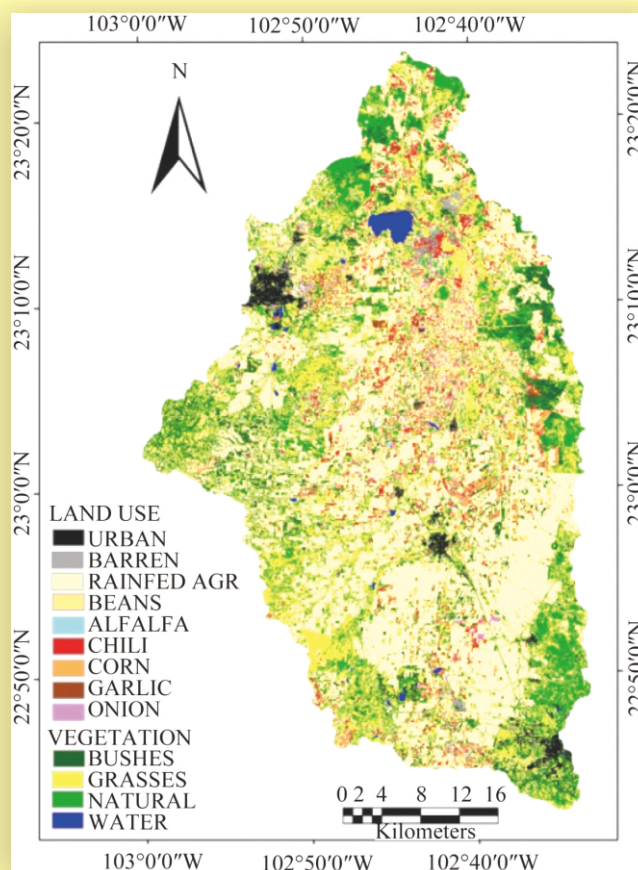 103°0′0″W 102°50′0″W 102°40′0″W
N
23°20′0″N
23°20′0″N
23°10′0″N
23°10′0″N
23°0′0″N
23°0′0″N
22°50′0″N
22°50′0″N
LAND USE
URBAN
BARREN
RAINFED AGR
BEANS
ALFALFA
CHILI
CORN
GARLIC
ONION
VEGETATION
BUSHES
GRASSES
NATURAL
WATER
0 2 4 8 12 16
Kilometers
103°0′0″W 102°50′0″W 102°40′0″W